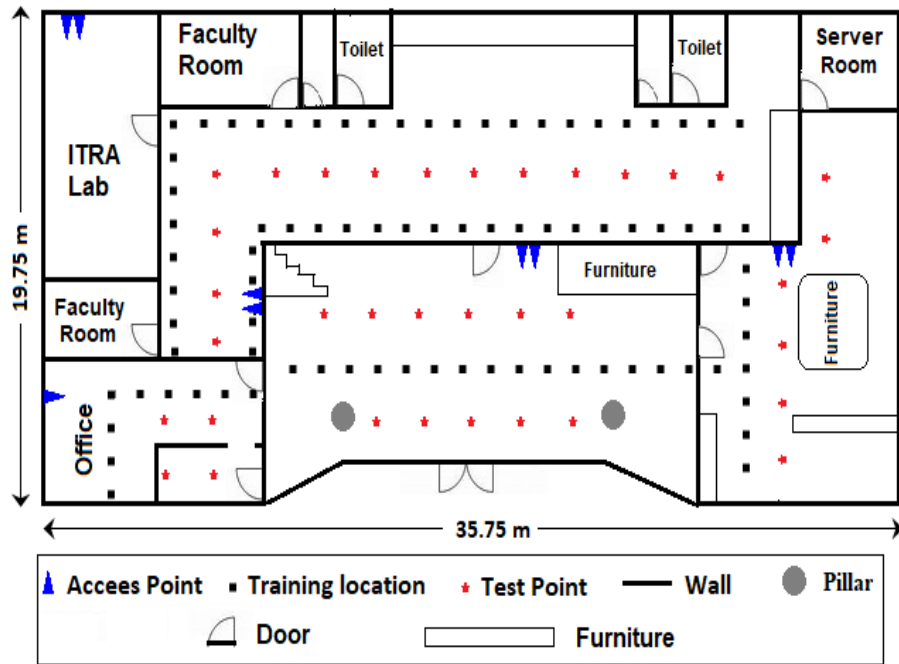 Faculty
Room
Toilet
Toilet
Server
Room
ITRA
Lab
19.75 m
Faculty
Room
Furniture
Furniture
Office
35.75 m
Accees Point
Training location
Test Point
Wall
Pillar
Door
Furniture